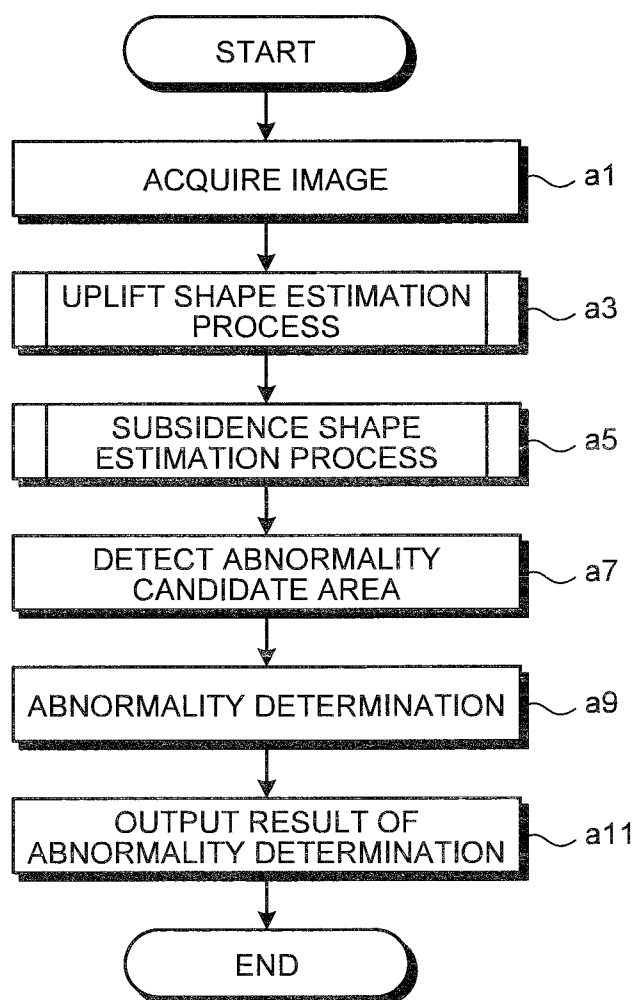 START
ACQUIRE IMAGE
a1
UPLIFT SHAPE ESTIMATION
PROCESS
a3
SUBSIDENCE SHAPE
ESTIMATION PROCESS
a5
DETECT ABNORMALITY
CANDIDATE AREA
a7
ABNORMALITY DETERMINATION
a9
OUTPUT RESULT OF
ABNORMALITY DETERMINATION
a11
END